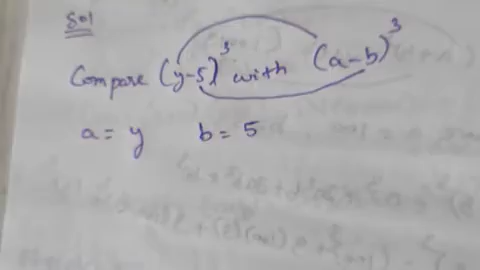 Sol
Compare (y-5)³ with (a-b)³
a = y b = 5